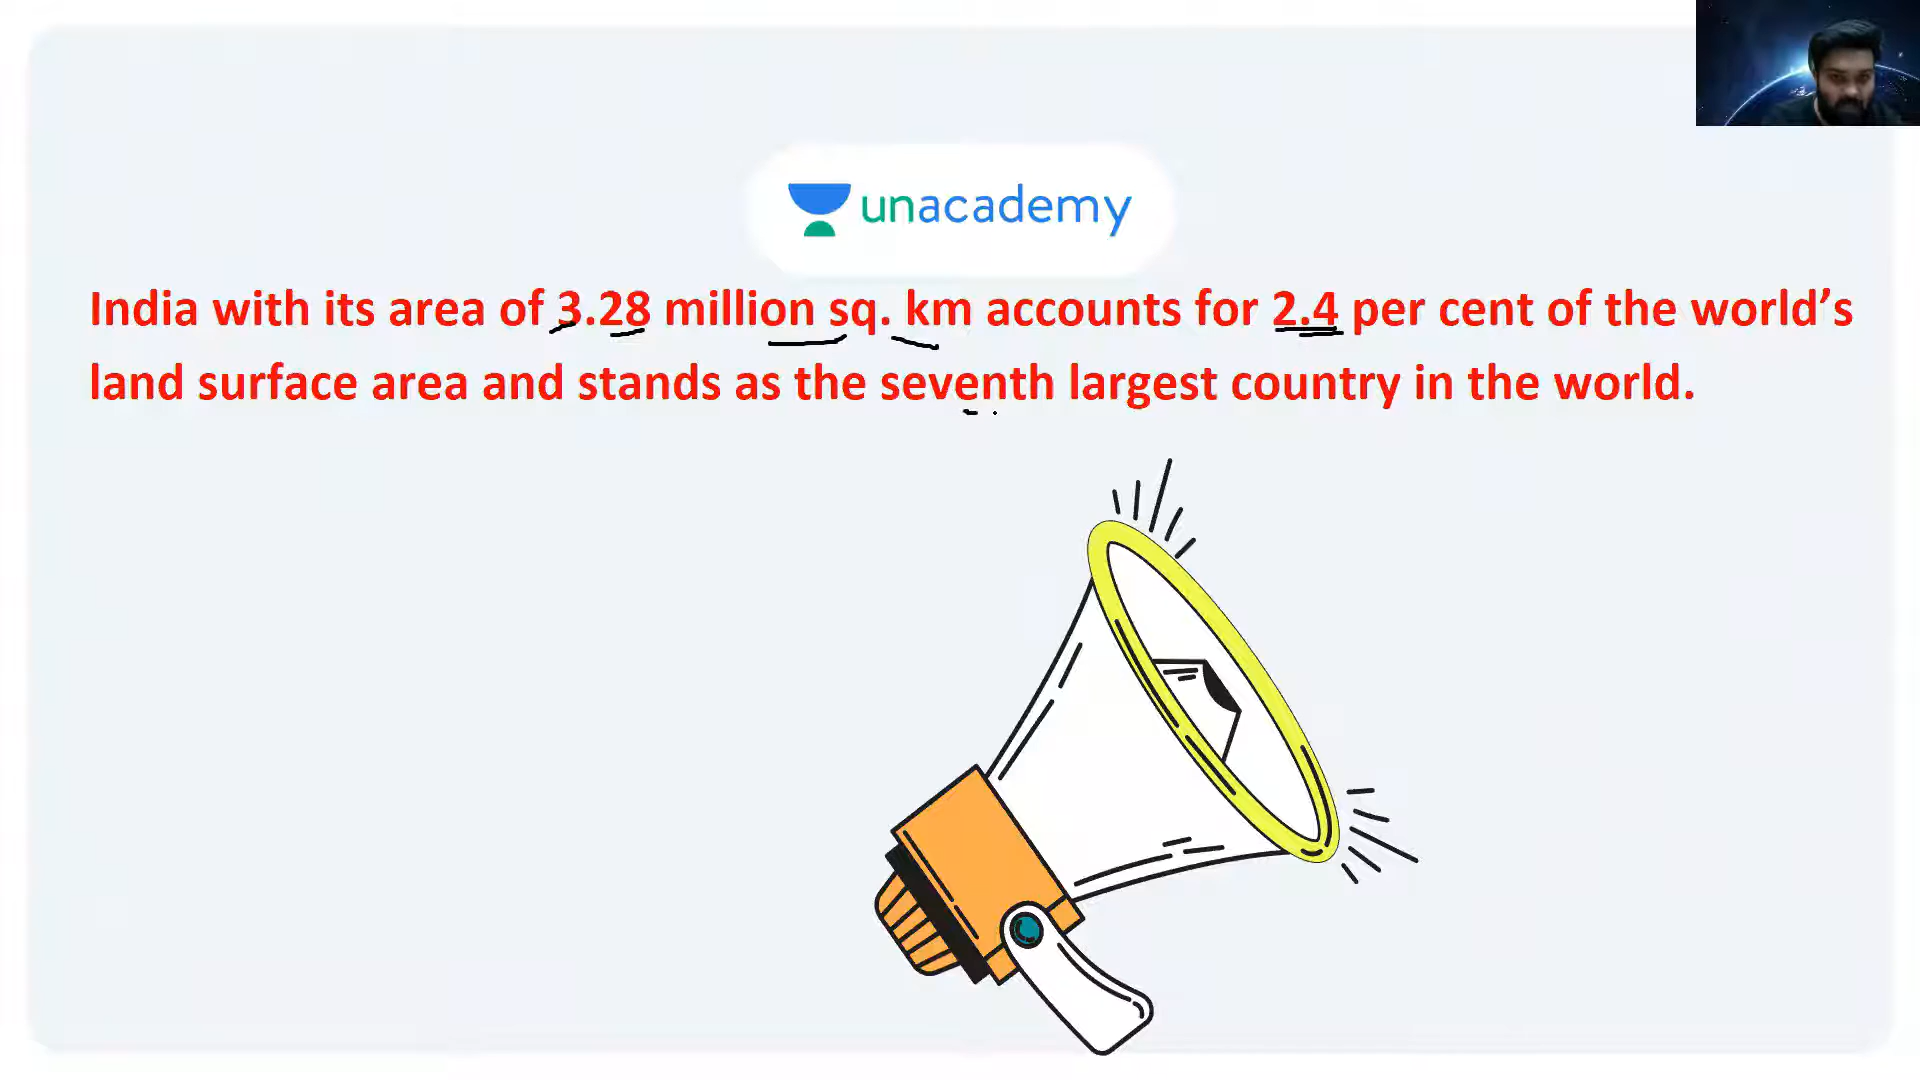 unacademy
India with its area of 3.28 million sq. km accounts for 2.4 per cent of the world’s
land surface area and stands as the seventh largest country in the world.